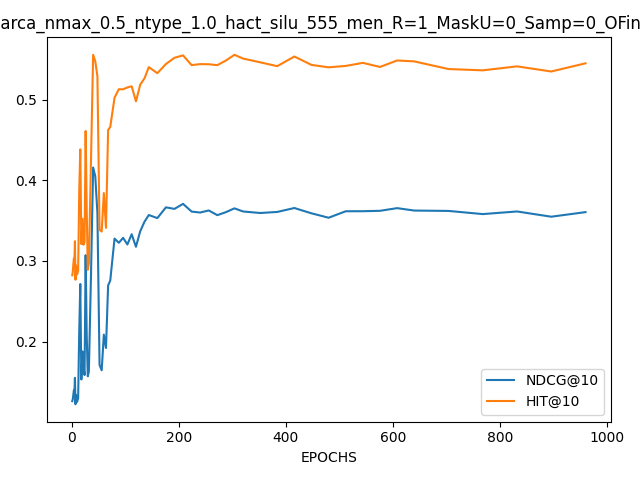 arca_nmax_0.5_ntype_1.0_hact_silu_555_men_R=1_MaskU=0_Samp=0_OFin
0.5
0.4
0.3
0.2
NDCG@10
HIT@10
0 200 400 600 800 1000
EPOCHS